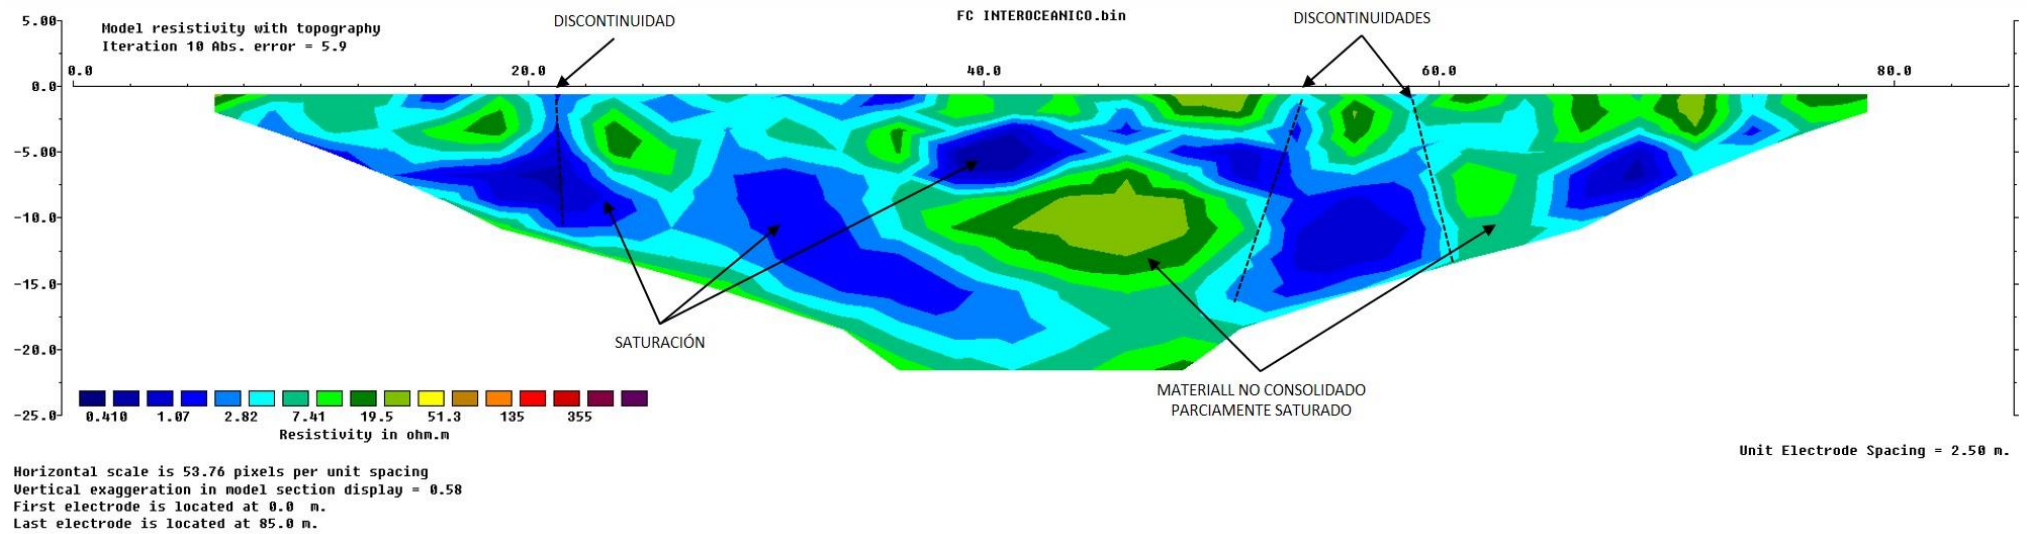 DISCONTINUIDAD
FC INTEROCEANICO.bin
DISCONTINUIDADES
Model resistivity with topography
Iteration 10 Abs. error = 5.9
5.00
0.0
20.0
40.0
60.0
80.0
0.0
-5.00
-10.0
-15.0
-20.0
-25.0
SATURACIÓN
MATERIALL NO CONSOLIDADO
PARCIAMENTE SATURADO
0.410 1.07 2.82 7.41 19.5 51.3 135 355
Resistivity in ohm.m
Unit Electrode Spacing = 2.50 m.
Horizontal scale is 53.76 pixels per unit spacing
Vertical exaggeration in model section display = 0.58
First electrode is located at 0.0 m.
Last electrode is located at 85.0 m.